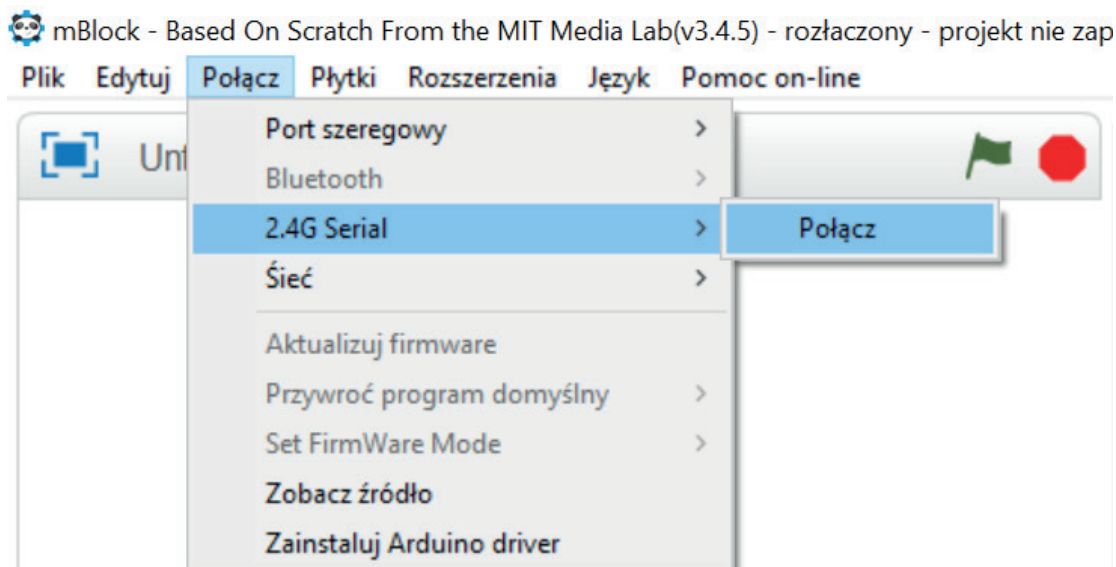 mBlock - Based On Scratch From the MIT Media Lab(v3.4.5) - rozłaczony - projekt nie zap
Plik Edytuj Połącz Płytki Rozszerzenia Język Pomoc on-line
Unt
Port szeregowy
Bluetooth
2.4G Serial
Połącz
Śieć
Aktualizuj firmware
Przywroć program domyślny
Set FirmWare Mode
Zobacz źródło
Zainstaluj Arduino driver